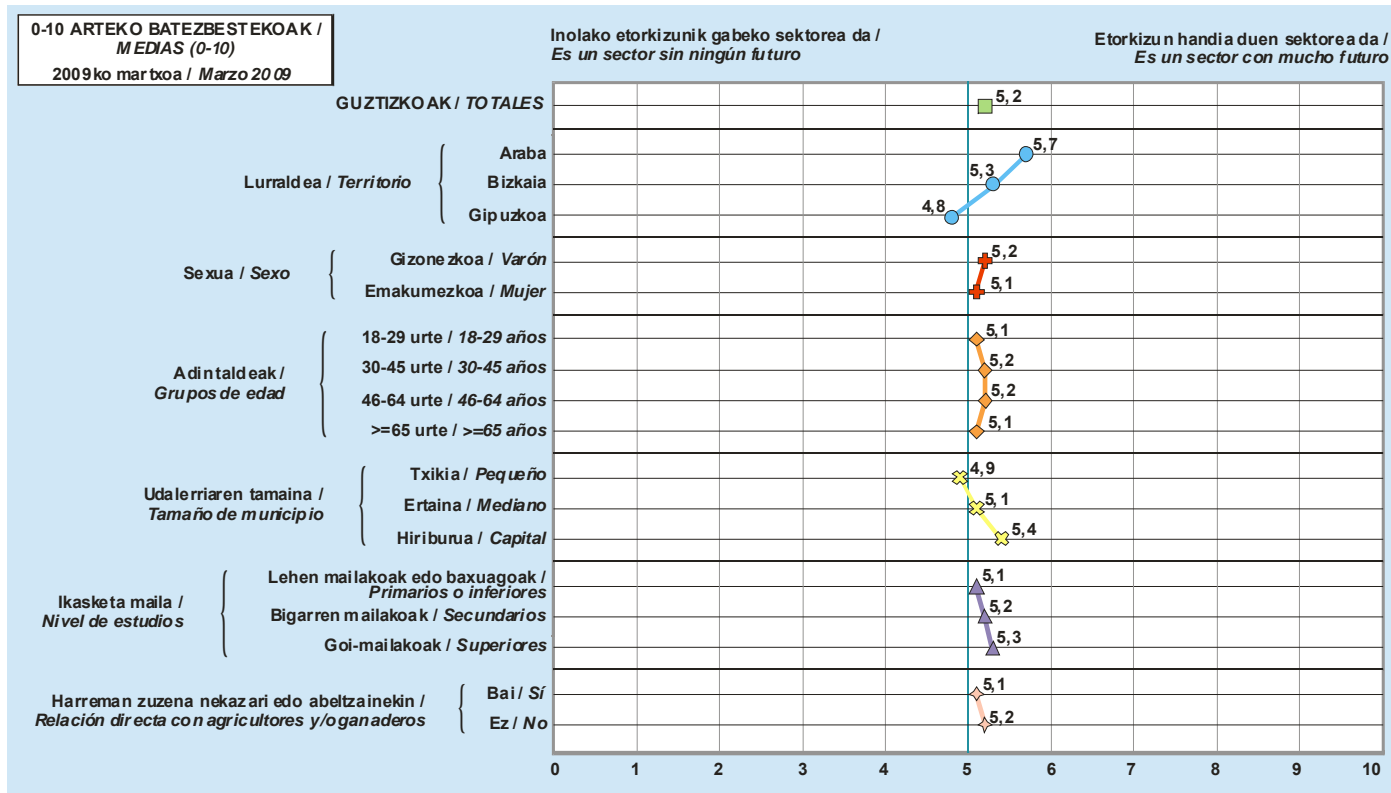 0-10 ARTEKO BATEZBESTEKOAK /
MEDIAS (0-10)
2009ko martxoa / Marzo 2009
Inolako etorkizunik gabeko sektorea da /
Es un sector sin ningún futuro
Etorkizun handia duen sektorea da /
Es un sector con mucho futuro
GUZTIZKOAK / TOTALES
5,2
Lurraldea / Territorio
Araba
5,7
Bizkaia
5,3
Gipuzkoa
4,8
Sexua / Sexo
Gizonezkoa / Varón
5,2
Emakumezkoa / Mujer
5,1
Adintaldeak /
Grupos de edad
18-29 urte / 18-29 años
5,1
30-45 urte / 30-45 años
5,2
46-64 urte / 46-64 años
5,2
>=65 urte / >=65 años
5,1
Udalerriaren tamaina /
Tamaño de municipio
Txikia / Pequeño
4,9
Ertaina / Mediano
5,1
Hiriburua / Capital
5,4
Ikasketa maila /
Nivel de estudios
Lehen mailakoak edo baxuagoak /
Primarios o inferiores
5,1
Bigarren mailakoak / Secundarios
5,2
Goi-mailakoak / Superiores
5,3
Harreman zuzena nekazari edo abeltzainekin /
Relación directa con agricultores y/o ganaderos
Bai / Sí
5,1
Ez / No
5,2
0 1 2 3 4 5 6 7 8 9 10